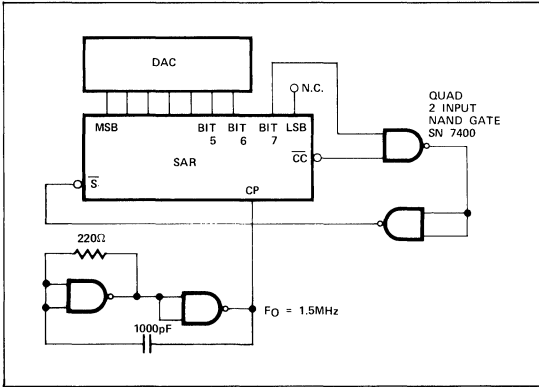 DAC
N.C.
MSB
BIT
5
BIT
6
BIT
7
LSB
QUAD
2 INPUT
NAND GATE
SN 7400
SAR
CC
S
CP
220Ω
1000pF
FO = 1.5MHz